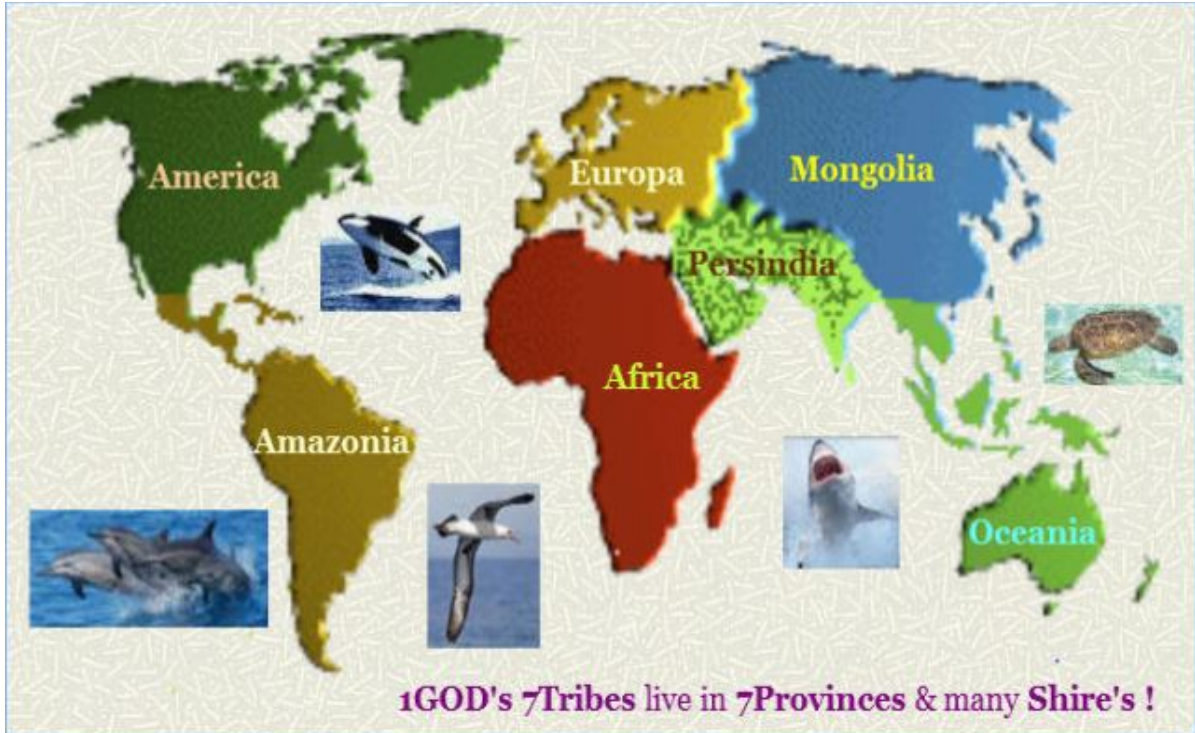 America
Europa
Mongolia
Persindia
Africa
Amazonia
Oceania
1GOD's 7Tribes live in 7Provinces & many Shire's !